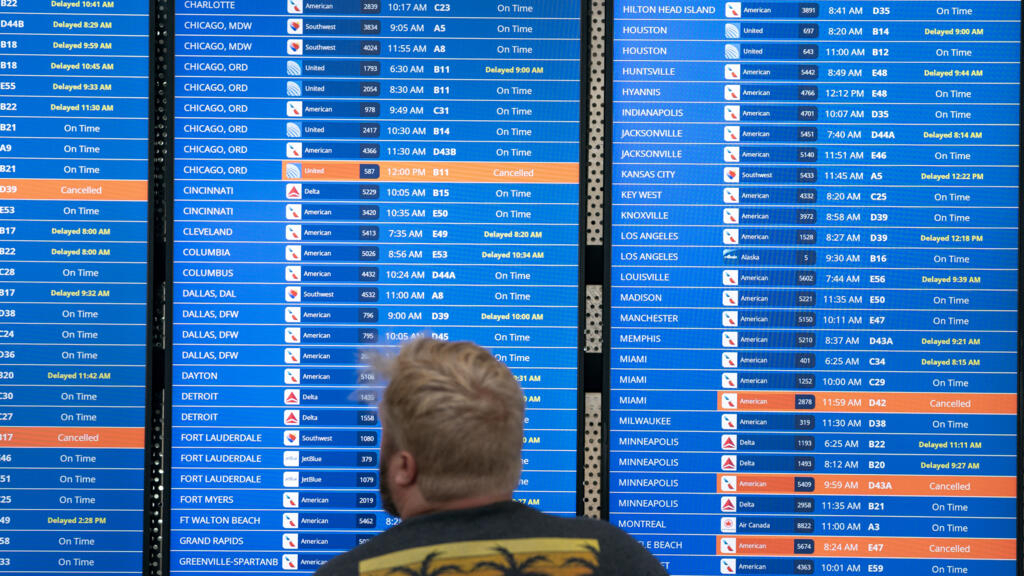 B22 Delayed 10:41 AM
D44B Delayed 8:29 AM
B18 Delayed 9:59 AM
B18 Delayed 10:45 AM
E55 Delayed 9:33 AM
B22 Delayed 11:30 AM
B21 On Time
A9 On Time
B21 On Time
D39 Cancelled
E53 On Time
B17 Delayed 8:00 AM
B22 Delayed 8:00 AM
C28 On Time
B17 Delayed 9:32 AM
D38 On Time
C24 On Time
D36 On Time
B20 Delayed 11:42 AM
C30 On Time
C27 On Time
B17 Cancelled
E46 On Time
51 On Time
C25 On Time
49 Delayed 2:28 PM
58 On Time
33 On Time
CHARLOTTE American 2839 10:17 AM C23 On Time
CHICAGO, MDW Southwest 3834 9:05 AM A5 On Time
CHICAGO, MDW Southwest 4024 11:55 AM A8 On Time
CHICAGO, ORD United 1793 6:30 AM B11 Delayed 9:00 AM
CHICAGO, ORD United 2054 8:30 AM B11 On Time
CHICAGO, ORD American 978 9:49 AM C31 On Time
CHICAGO, ORD United 2417 10:30 AM B14 On Time
CHICAGO, ORD American 4366 11:30 AM D43B On Time
CHICAGO, ORD United 587 12:00 PM B11 Cancelled
CINCINNATI Delta 5229 10:05 AM B15 On Time
CINCINNATI American 3420 10:35 AM E50 On Time
CLEVELAND American 5413 7:35 AM E49 Delayed 8:20 AM
COLUMBIA American 5026 8:56 AM E53 Delayed 10:34 AM
COLUMBUS American 4432 10:24 AM D44A On Time
DALLAS, DAL Southwest 4532 11:00 AM A8 On Time
DALLAS, DFW American 796 9:00 AM D39 Delayed 10:00 AM
DALLAS, DFW American 795 10:05 AM D45 On Time
DALLAS, DFW American On Time
DAYTON American 5106 :31 AM
DETROIT Delta 1435 AM
DETROIT Delta 1558
FORT LAUDERDALE Southwest 1080 AM
FORT LAUDERDALE JetBlue 379
FORT LAUDERDALE JetBlue 1079 On Time
FORT MYERS American 2019 :27 AM
FT WALTON BEACH American 5462 8:2
GRAND RAPIDS American
GREENVILLE-SPARTANB American
HILTON HEAD ISLAND American 3891 8:41 AM D35 On Time
HOUSTON United 697 8:20 AM B14 Delayed 9:00 AM
HOUSTON United 643 11:00 AM B12 On Time
HUNTSVILLE American 5442 8:49 AM E48 Delayed 9:44 AM
HYANNIS American 4766 12:12 PM E48 On Time
INDIANAPOLIS American 4701 10:07 AM D35 On Time
JACKSONVILLE American 5451 7:40 AM D44A Delayed 8:14 AM
JACKSONVILLE American 5140 11:51 AM E46 On Time
KANSAS CITY Southwest 5433 11:45 AM A5 Delayed 12:22 PM
KEY WEST American 4332 8:20 AM C25 On Time
KNOXVILLE American 3972 8:58 AM D39 On Time
LOS ANGELES American 1528 8:27 AM D39 Delayed 12:18 PM
LOS ANGELES Alaska 5 9:30 AM B16 On Time
LOUISVILLE American 5602 7:44 AM E56 Delayed 9:39 AM
MADISON American 5221 11:35 AM E50 On Time
MANCHESTER American 5150 10:11 AM E47 On Time
MEMPHIS American 5210 8:37 AM D43A Delayed 9:21 AM
MIAMI American 401 6:25 AM C34 Delayed 8:15 AM
MIAMI American 1252 10:00 AM C29 On Time
MIAMI American 2878 11:59 AM D42 Cancelled
MILWAUKEE American 319 11:30 AM D38 On Time
MINNEAPOLIS Delta 1193 6:25 AM B22 Delayed 11:11 AM
MINNEAPOLIS Delta 1493 8:12 AM B20 Delayed 9:27 AM
MINNEAPOLIS American 5409 9:59 AM D43A Cancelled
MINNEAPOLIS Delta 2958 11:35 AM B21 On Time
MONTREAL Air Canada 8822 11:00 AM A3 On Time
LE BEACH American 5674 8:24 AM E47 Cancelled
LE American 4363 10:01 AM E59 On Time